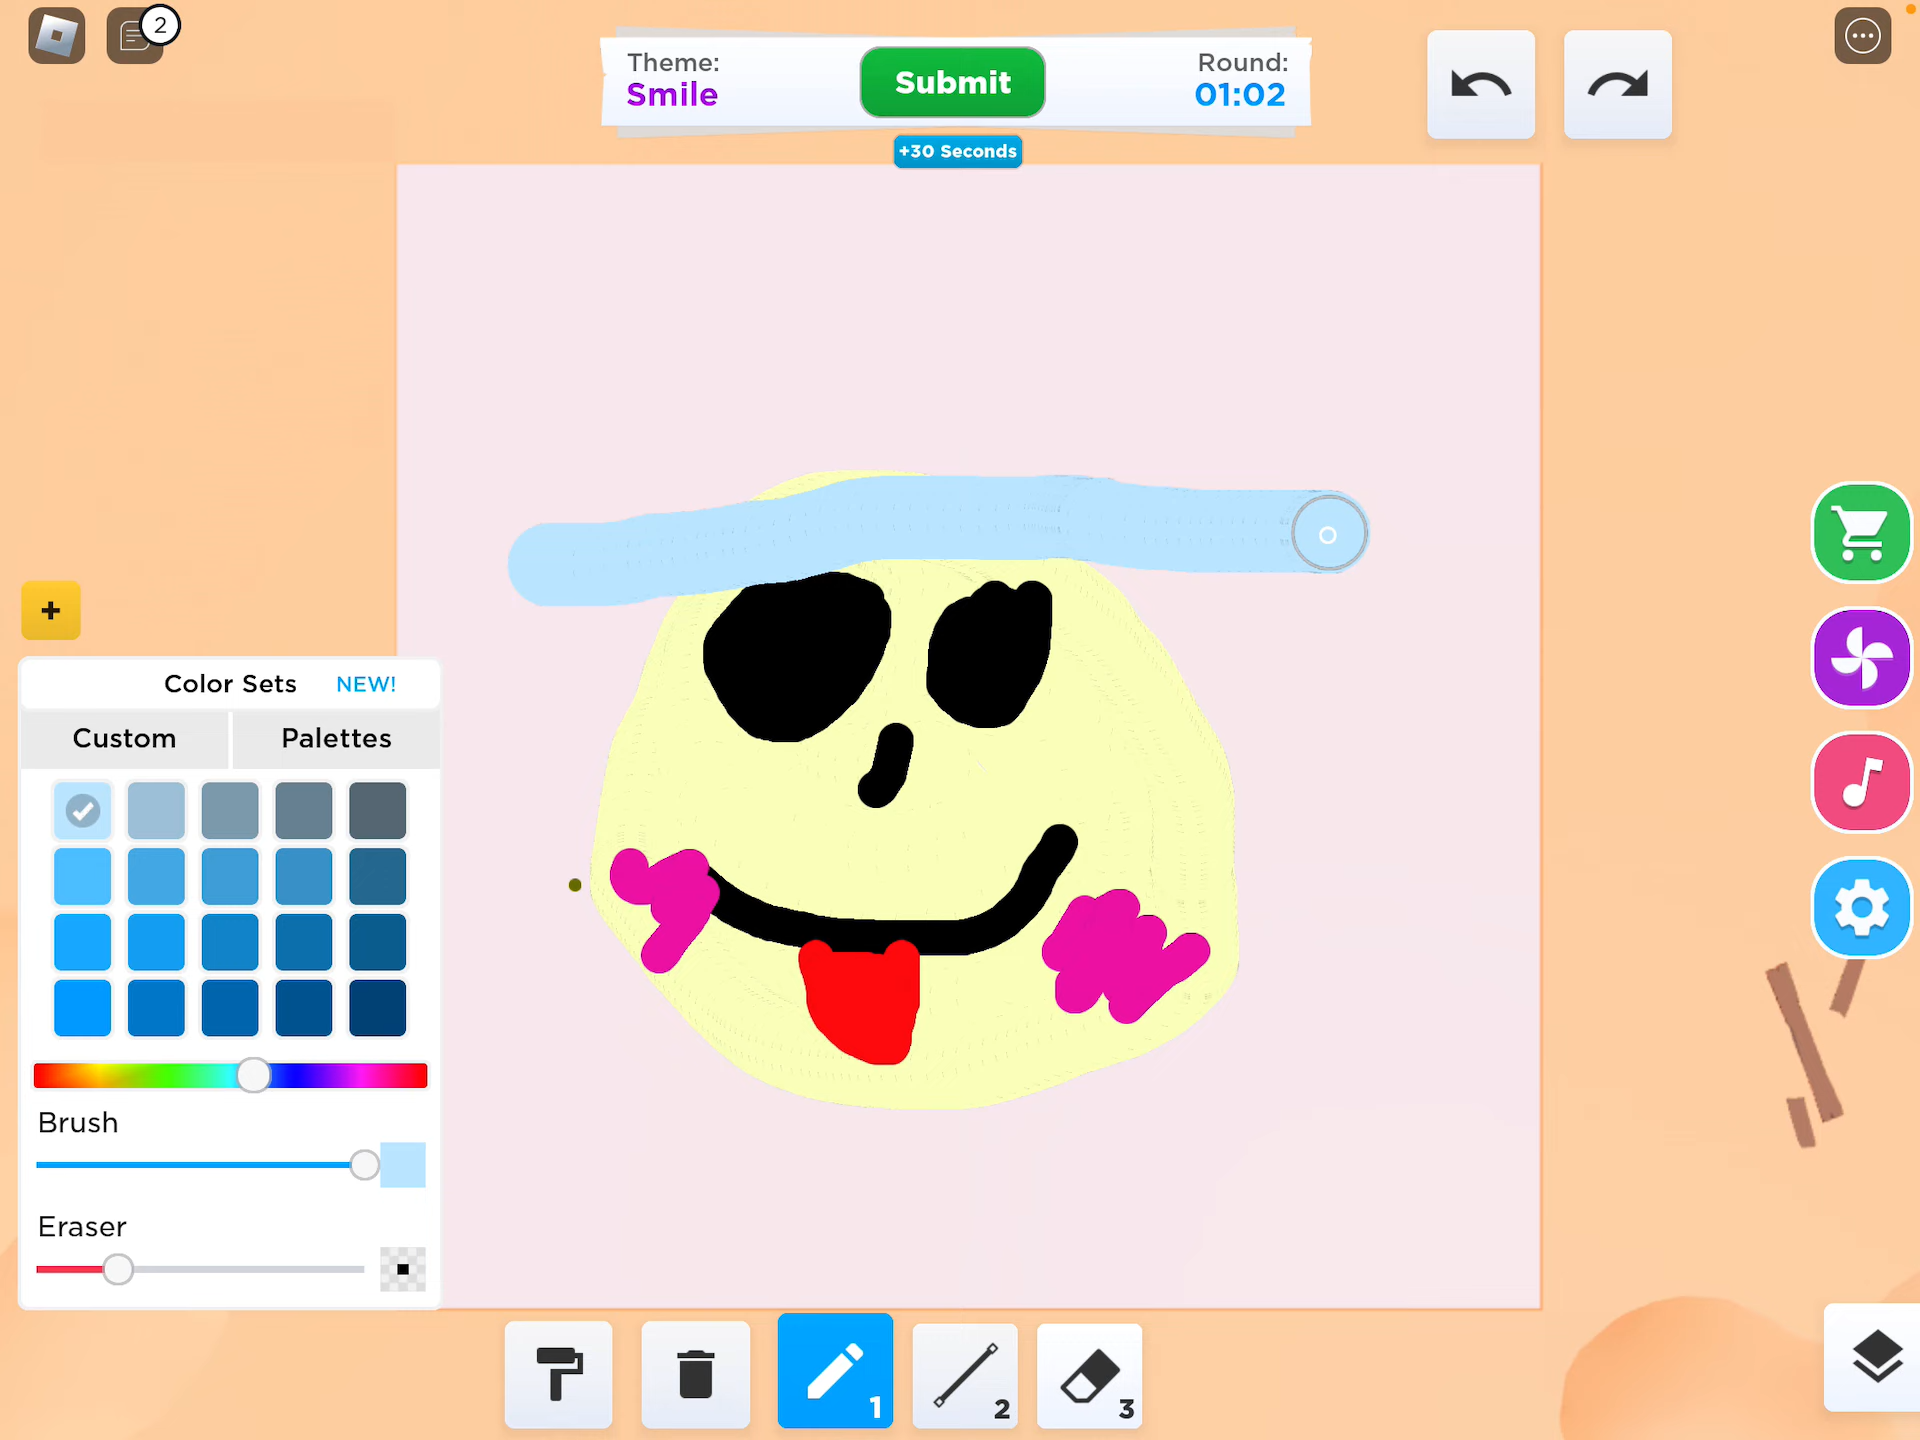 2
Theme:
Smile
Submit
Round:
01:02
+30 Seconds
+
Color Sets NEW!
Custom Palettes
Brush
Eraser
1
2
3